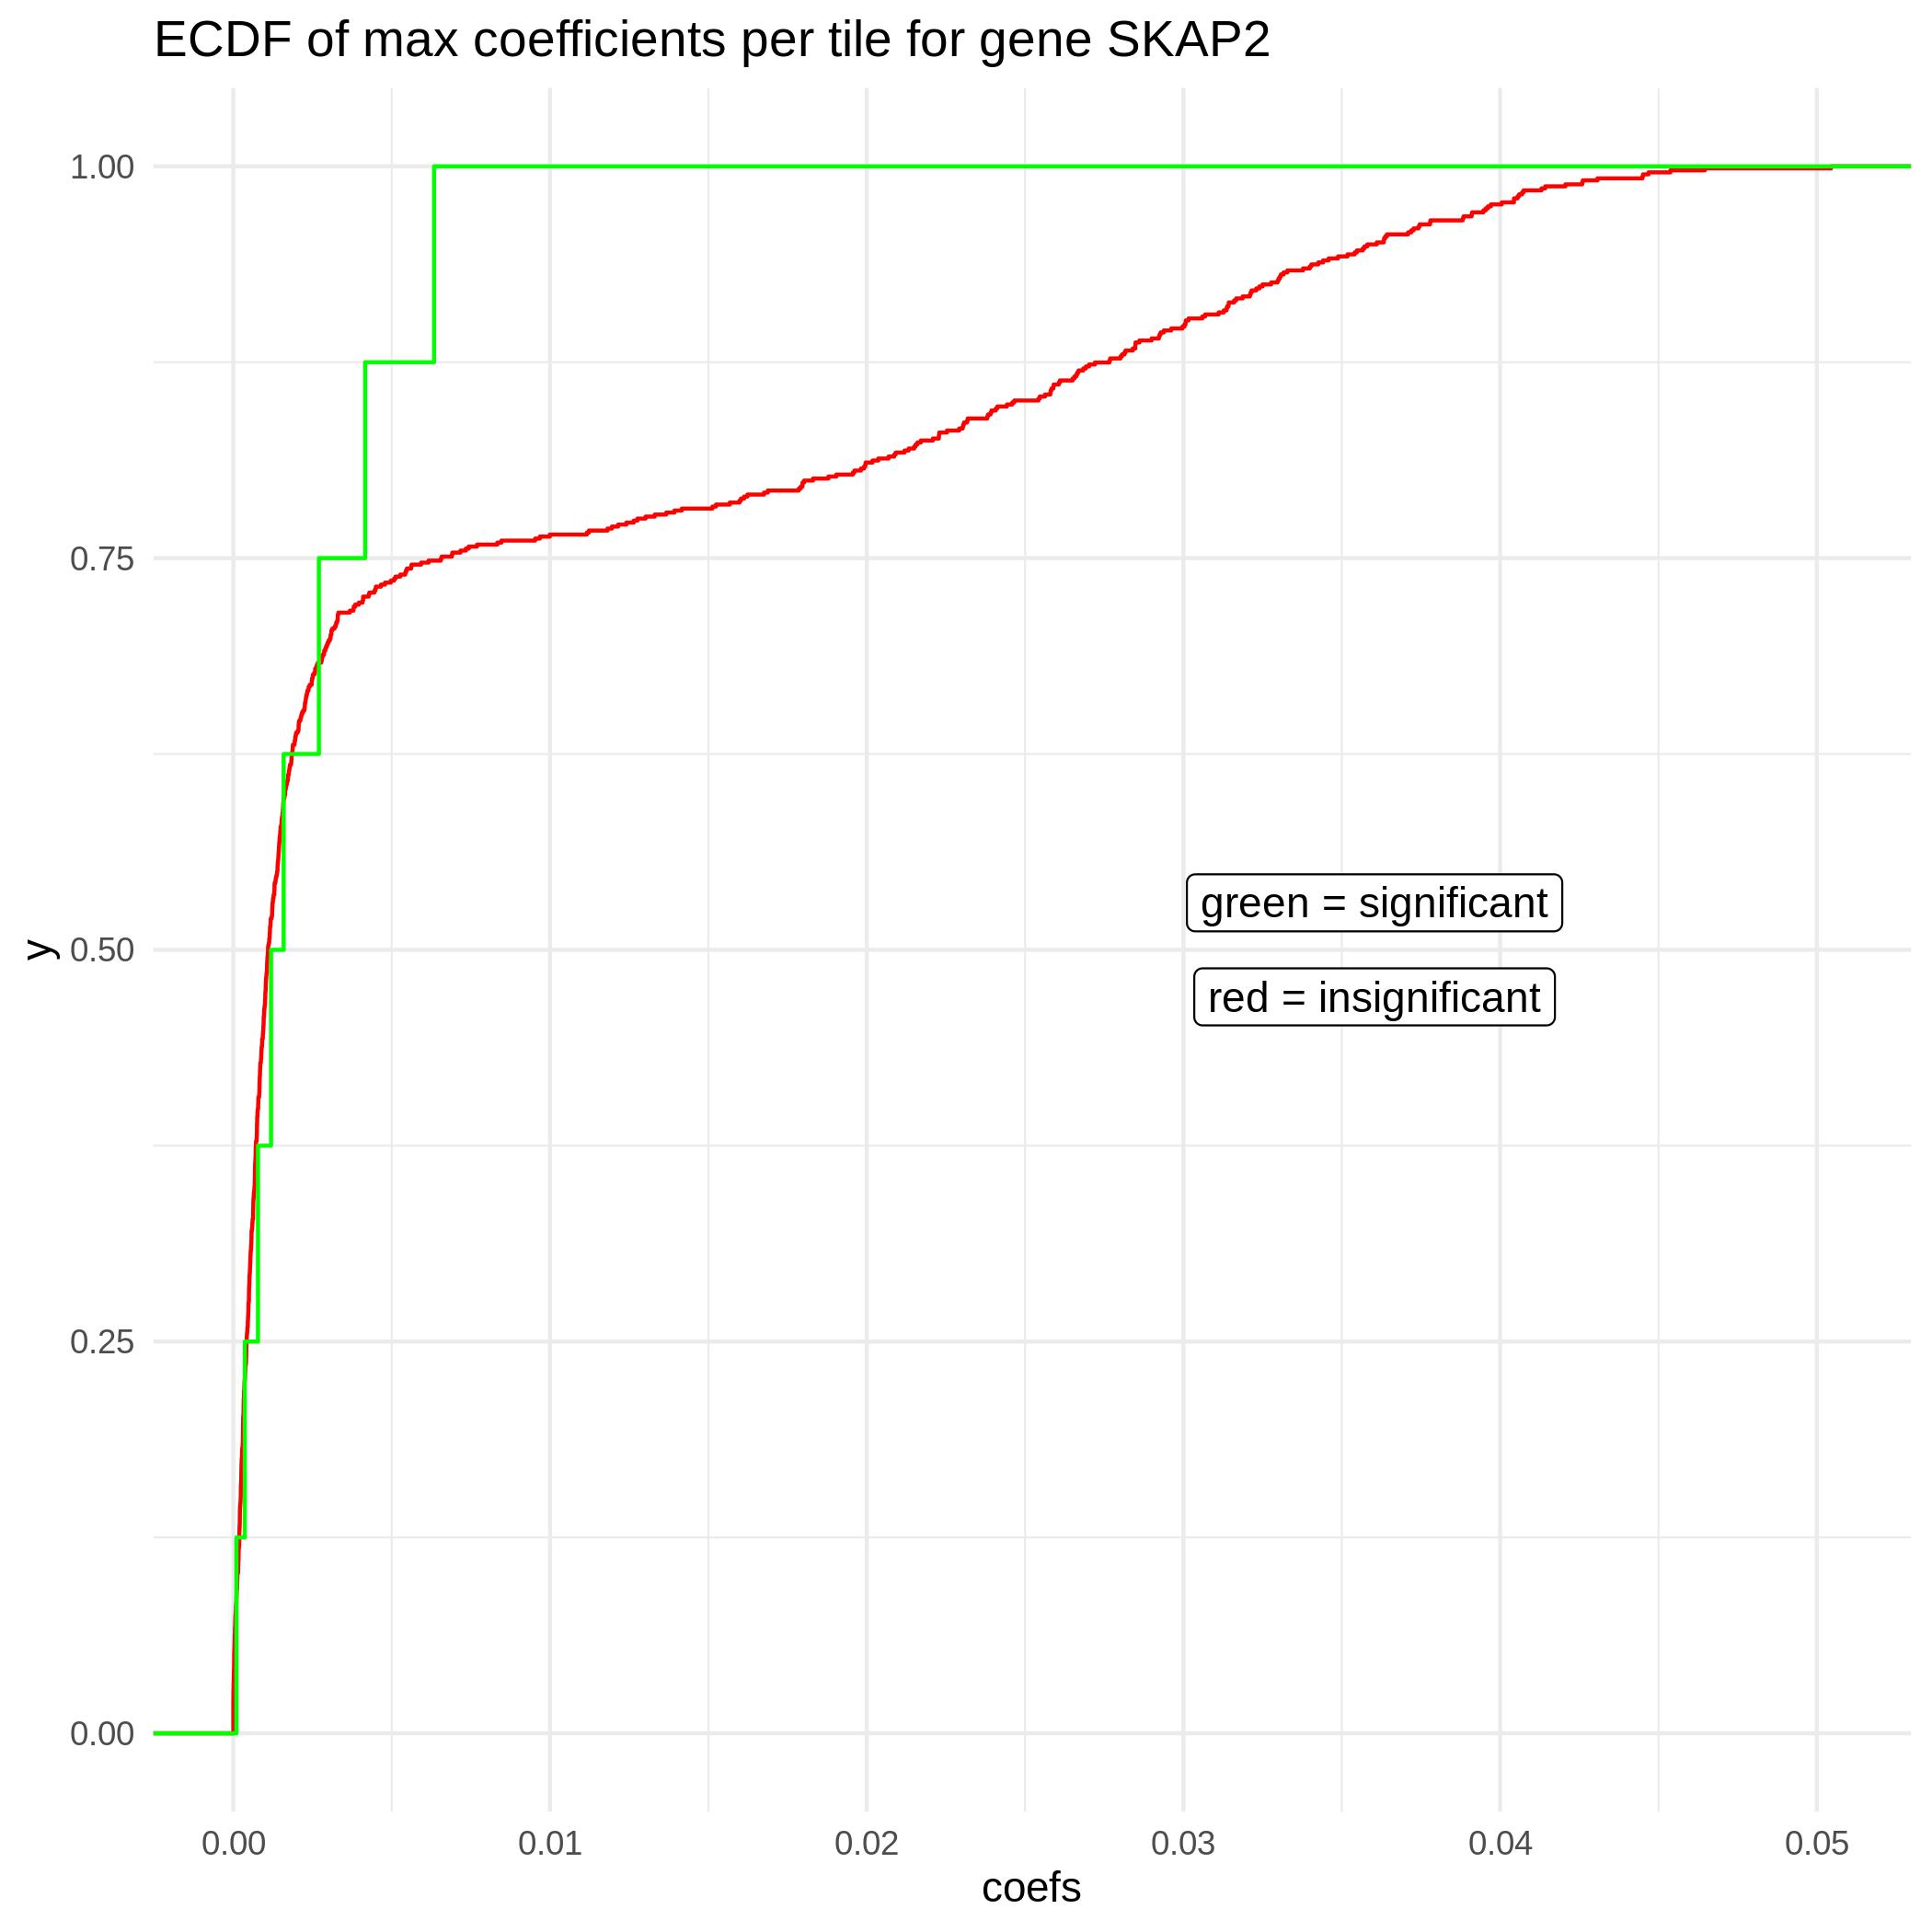 ECDF of max coefficients per tile for gene SKAP2
1.00
0.75
0.50
0.25
0.00
y
green = significant
red = insignificant
0.00 0.01 0.02 0.03 0.04 0.05
coefs